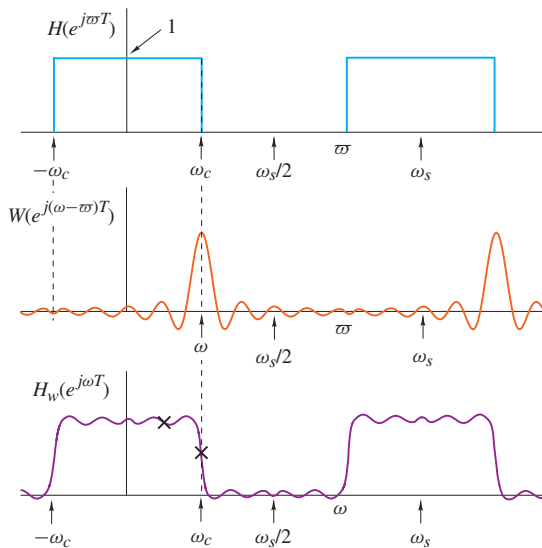 H(e^{jϖT})
1
ϖ
−ω_c
ω_c
ω_s/2
ω_s
W(e^{j(ω−ϖ)T})
ϖ
ω
ω_s/2
ω_s
H_w(e^{jωT})
ω
−ω_c
ω_c
ω_s/2
ω_s